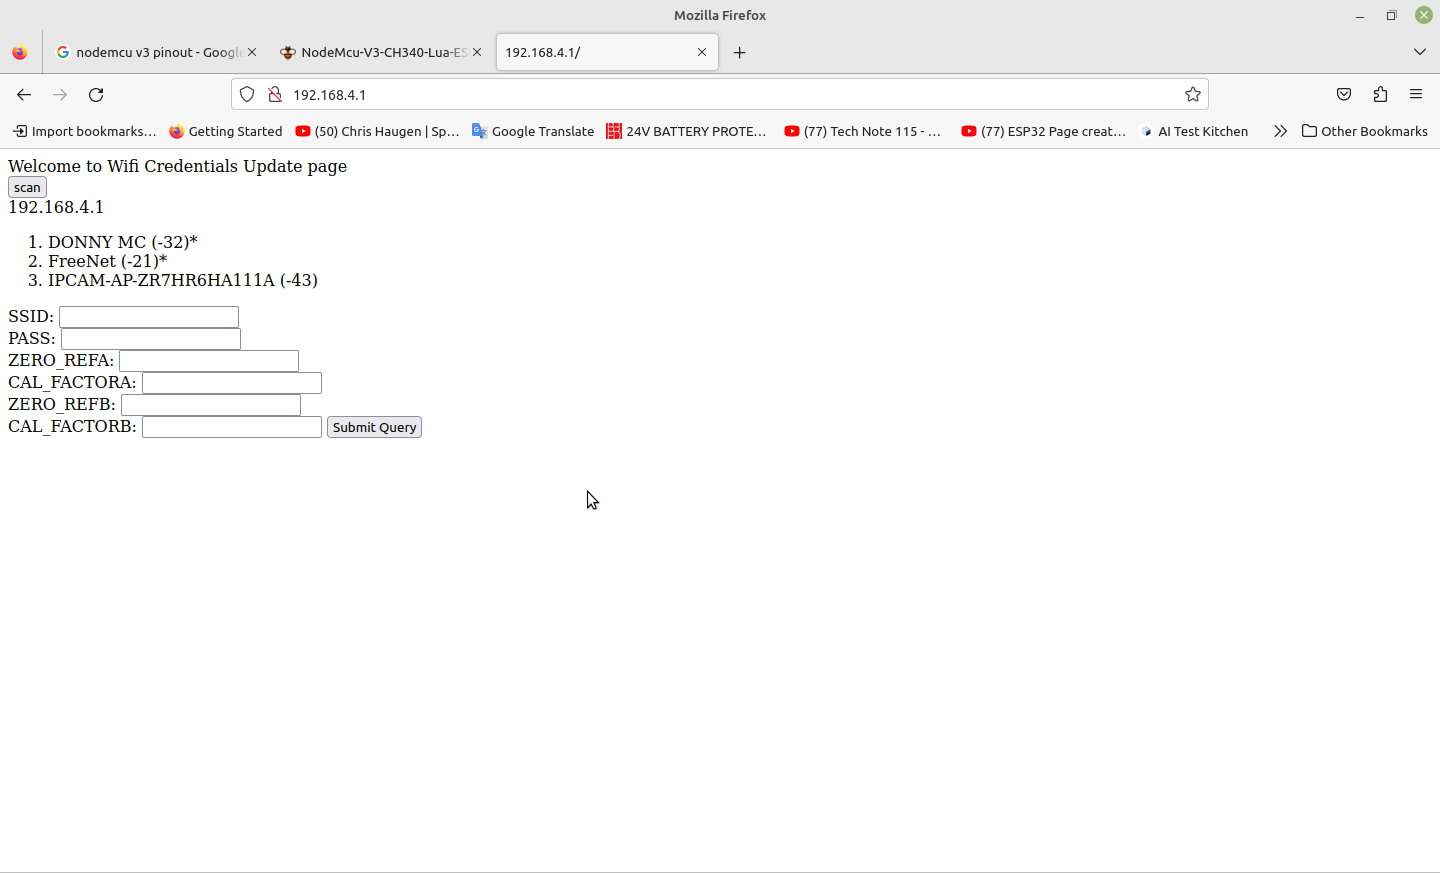 Mozilla Firefox
nodemcu v3 pinout - Google
NodeMcu-V3-CH340-Lua-ES
192.168.4.1/
192.168.4.1
Import bookmarks…
Getting Started
(50) Chris Haugen | Sp…
Google Translate
24V BATTERY PROTE…
(77) Tech Note 115 - …
(77) ESP32 Page creat…
AI Test Kitchen
Other Bookmarks
Welcome to Wifi Credentials Update page
scan
192.168.4.1
1. DONNY MC (-32)*
2. FreeNet (-21)*
3. IPCAM-AP-ZR7HR6HA111A (-43)
SSID:
PASS:
ZERO_REFA:
CAL_FACTORA:
ZERO_REFB:
CAL_FACTORB: Submit Query